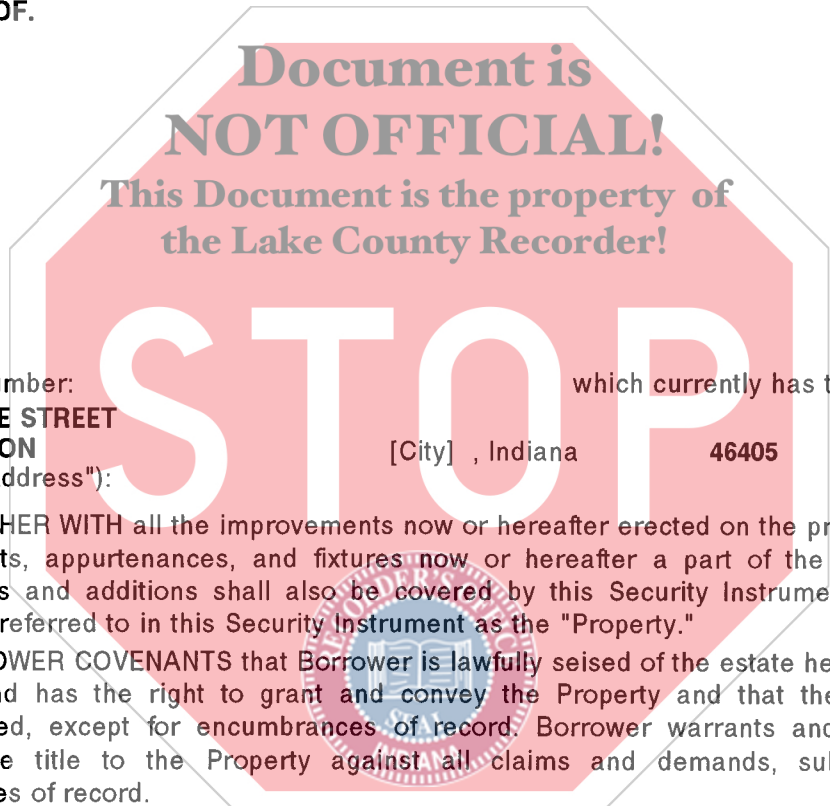 OF.
Document is
NOT OFFICIAL!
This Document is the property of
the Lake County Recorder!
STOP
mber: which currently has t
E STREET
ON [City] , Indiana 46405
ddress"):
HER WITH all the improvements now or hereafter erected on the pr
ts, appurtenances, and fixtures now or hereafter a part of the
s and additions shall also be covered by this Security Instrume
referred to in this Security Instrument as the "Property."
OWER COVENANTS that Borrower is lawfully seised of the estate he
nd has the right to grant and convey the Property and that the
ed, except for encumbrances of record. Borrower warrants and
e title to the Property against all claims and demands, sul
es of record.
RECORDER'S OFFICE
SEAL
INDIANA